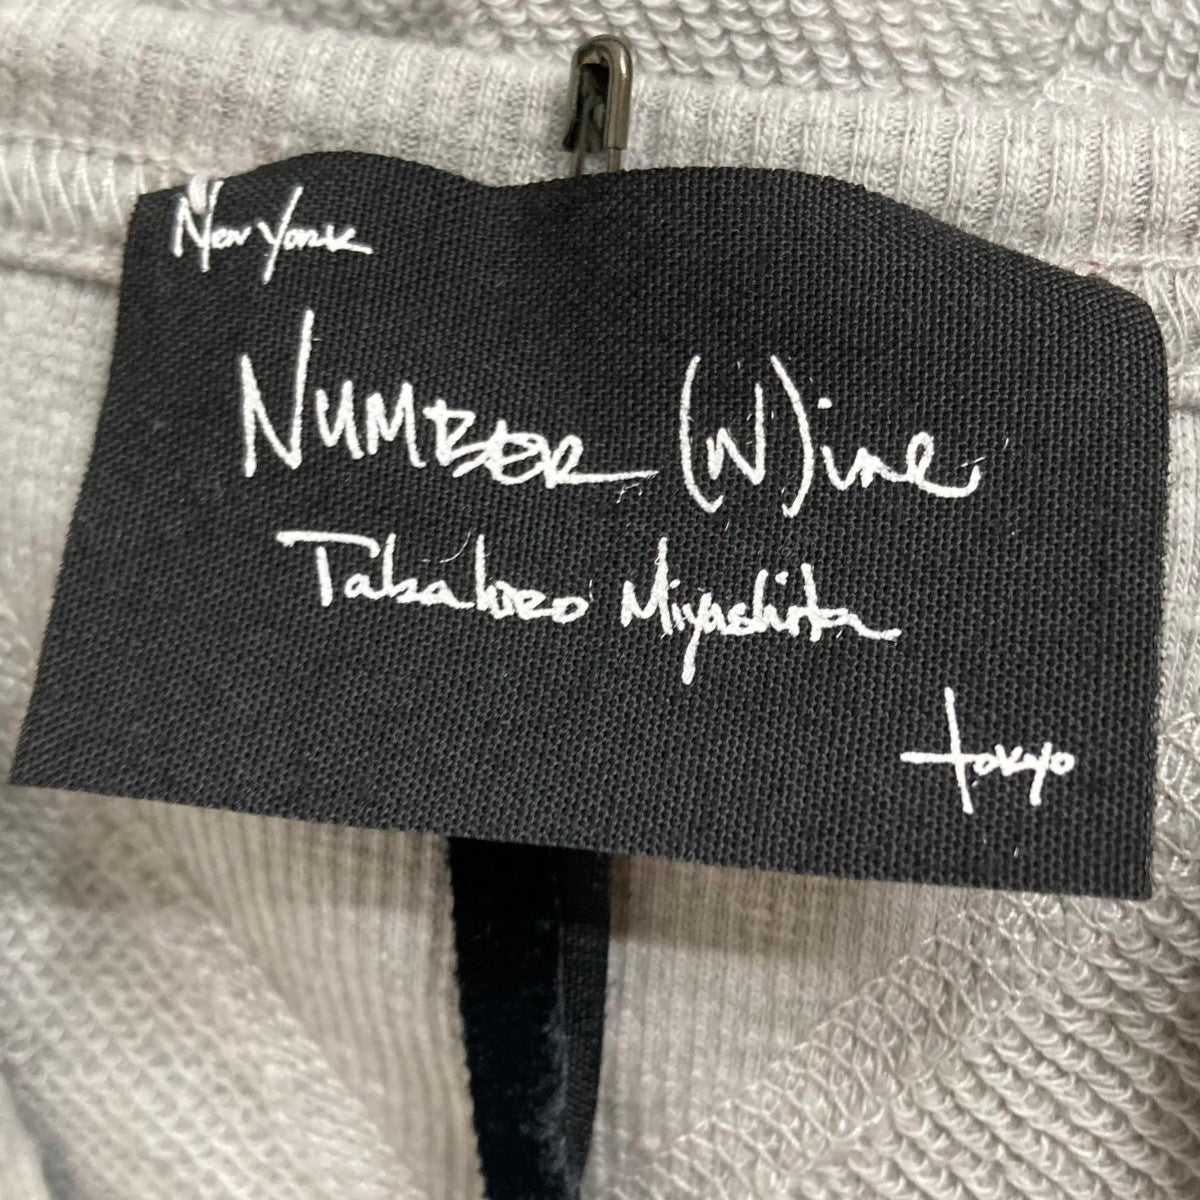 New York
NUMBER (N)ine
Takahiro Miyashita
tokyo